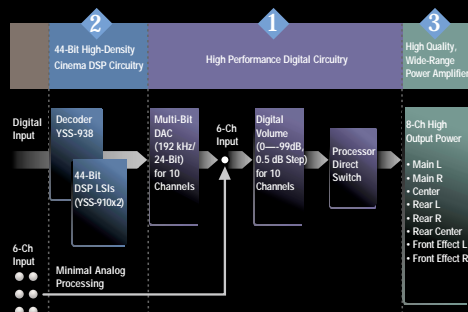 2
1
3
44-Bit High-Density
Cinema DSP Circuitry
High Performance Digital Circuitry
High Quality,
Wide-Range
Power Amplifier
Digital
Input
Decoder
YSS-938
44-Bit
DSP LSIs
(YSS-910x2)
Multi-Bit
DAC
(192 kHz/
24-Bit)
for 10
Channels
6-Ch
Input
Digital
Volume
(0—-99dB,
0.5 dB Step)
for 10
Channels
Processor
Direct
Switch
8-Ch High
Output Power
• Main L
• Main R
• Center
• Rear L
• Rear R
• Rear Center
• Front Effect L
• Front Effect R
6-Ch
Input
Minimal Analog
Processing